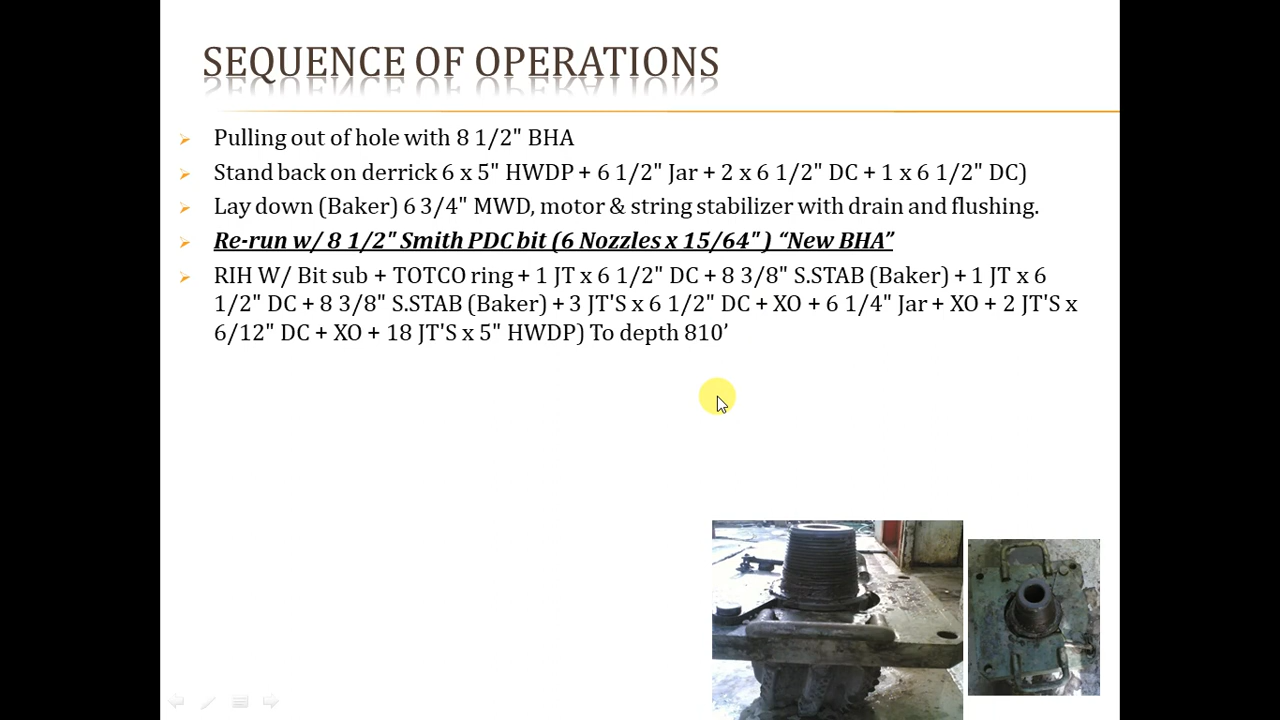 SEQUENCE OF OPERATIONS
Pulling out of hole with 8 1/2" BHA
Stand back on derrick 6 x 5" HWDP + 6 1/2" Jar + 2 x 6 1/2" DC + 1 x 6 1/2" DC)
Lay down (Baker) 6 3/4" MWD, motor & string stabilizer with drain and flushing.
Re-run w/ 8 1/2" Smith PDC bit (6 Nozzles x 15/64" ) “New BHA”
RIH W/ Bit sub + TOTCO ring + 1 JT x 6 1/2" DC + 8 3/8" S.STAB (Baker) + 1 JT x 6
1/2" DC + 8 3/8" S.STAB (Baker) + 3 JT'S x 6 1/2" DC + XO + 6 1/4" Jar + XO + 2 JT'S x
6/12" DC + XO + 18 JT'S x 5" HWDP) To depth 810’